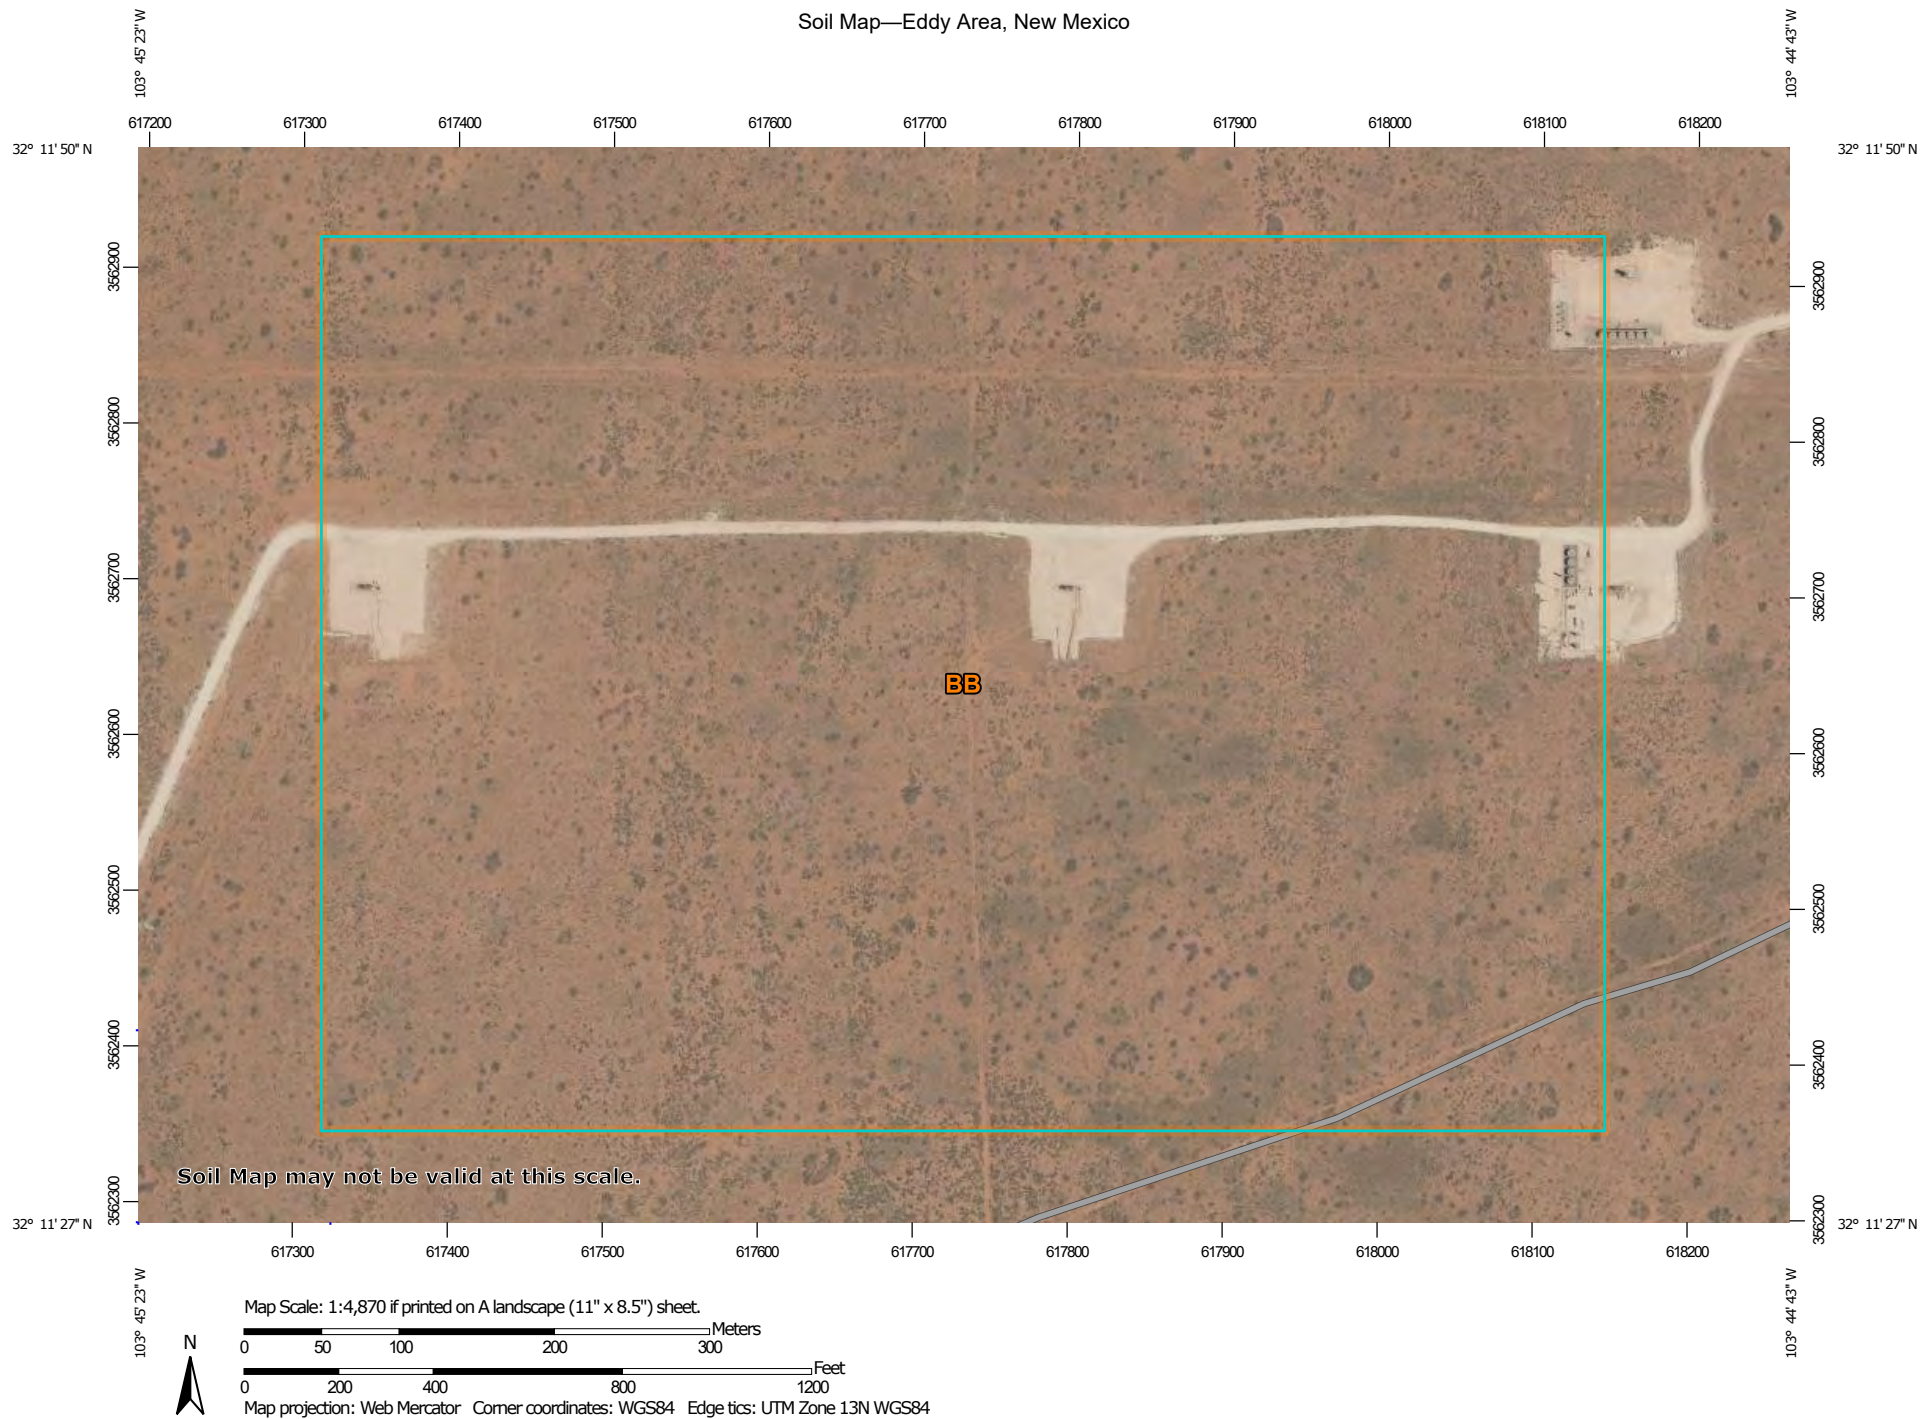 Soil Map—Eddy Area, New Mexico
103° 45' 23'' W
103° 44' 43'' W
617200 617300 617400 617500 617600 617700 617800 617900 618000 618100 618200
32° 11' 50'' N
32° 11' 50'' N
3562900
3562900
3562800
3562800
3562700
3562700
BB
3562600
3562600
3562500
3562500
3562400
3562400
Soil Map may not be valid at this scale.
3562300
3562300
32° 11' 27'' N
32° 11' 27'' N
617300 617400 617500 617600 617700 617800 617900 618000 618100 618200
103° 45' 23'' W
103° 44' 43'' W
Map Scale: 1:4,870 if printed on A landscape (11" x 8.5") sheet.
Meters
0 50 100 200 300
Feet
0 200 400 800 1200
N
Map projection: Web Mercator Corner coordinates: WGS84 Edge tics: UTM Zone 13N WGS84